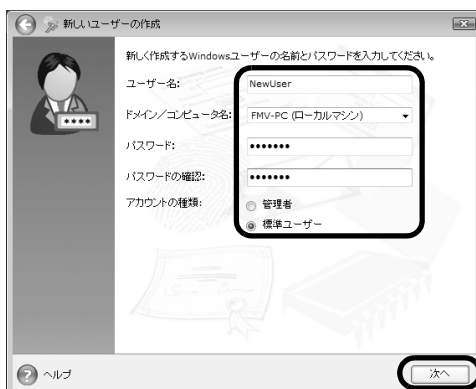 新しいユーザーの作成
新しく作成するWindowsユーザーの名前とパスワードを入力してください。
ユーザー名: NewUser
ドメイン／コンピュータ名: FMV-PC (ローカルマシン)
パスワード: •••••••
パスワードの確認: •••••••
アカウントの種類: 管理者
標準ユーザー
****
? ヘルプ
次へ